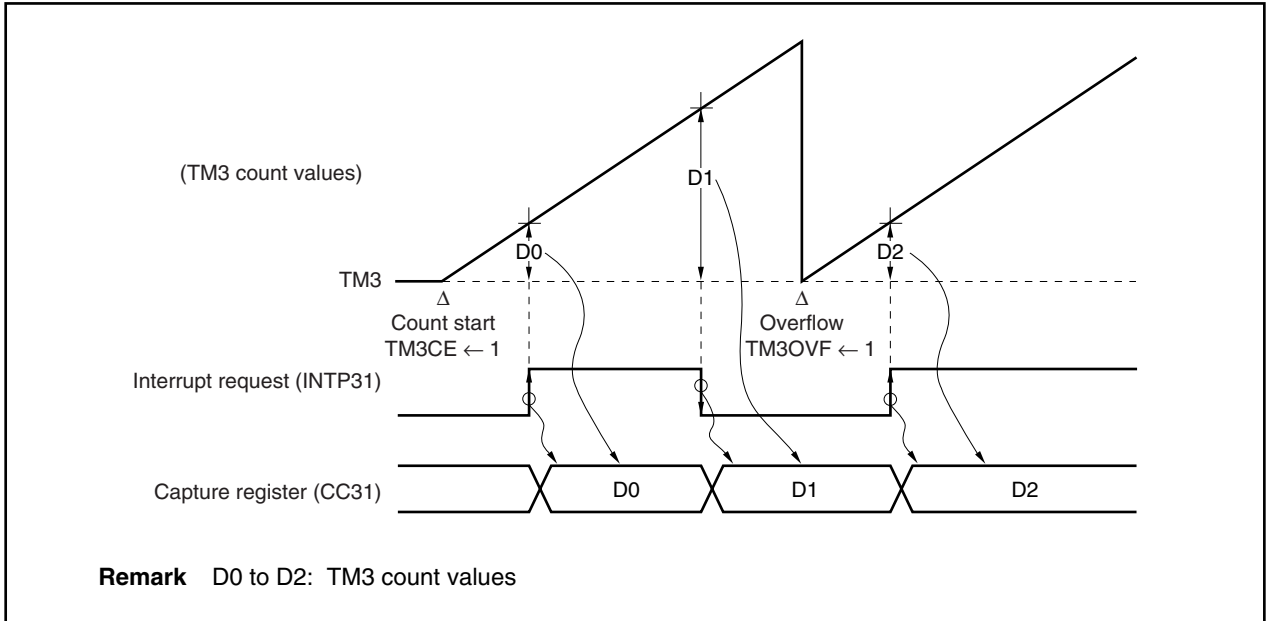 (TM3 count values)
D1
D0
D2
TM3
Δ
Δ
Count start
TM3CE ← 1
Overflow
TM3OVF ← 1
Interrupt request (INTP31)
Capture register (CC31)
D0
D1
D2
Remark D0 to D2: TM3 count values